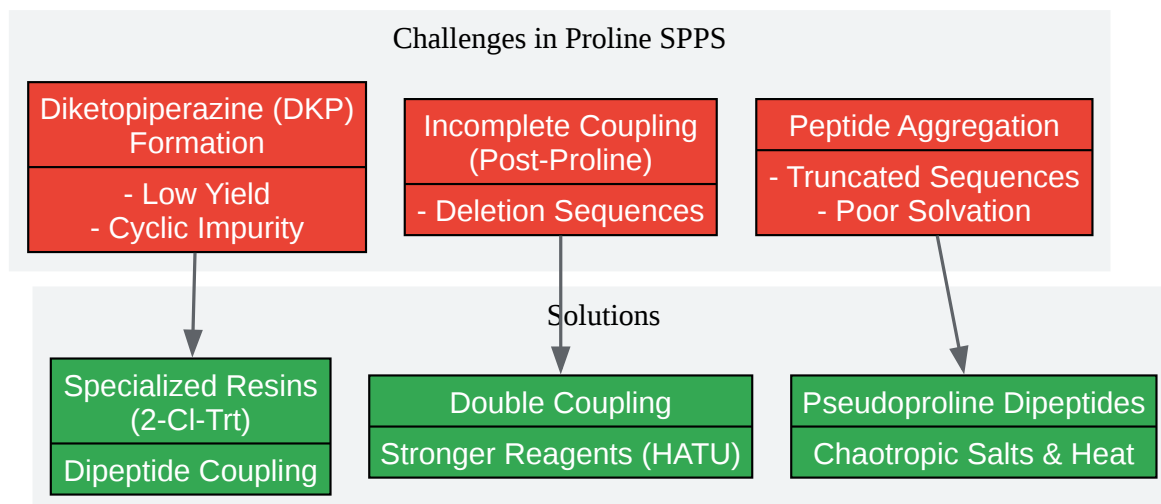 Challenges in Proline SPPS
Diketopiperazine (DKP)
Formation
- Low Yield
- Cyclic Impurity
Incomplete Coupling
(Post-Proline)
- Deletion Sequences
Peptide Aggregation
- Truncated Sequences
- Poor Solvation
Solutions
Specialized Resins
(2-Cl-Trt)
Dipeptide Coupling
Double Coupling
Stronger Reagents (HATU)
Pseudoproline Dipeptides
Chaotropic Salts & Heat